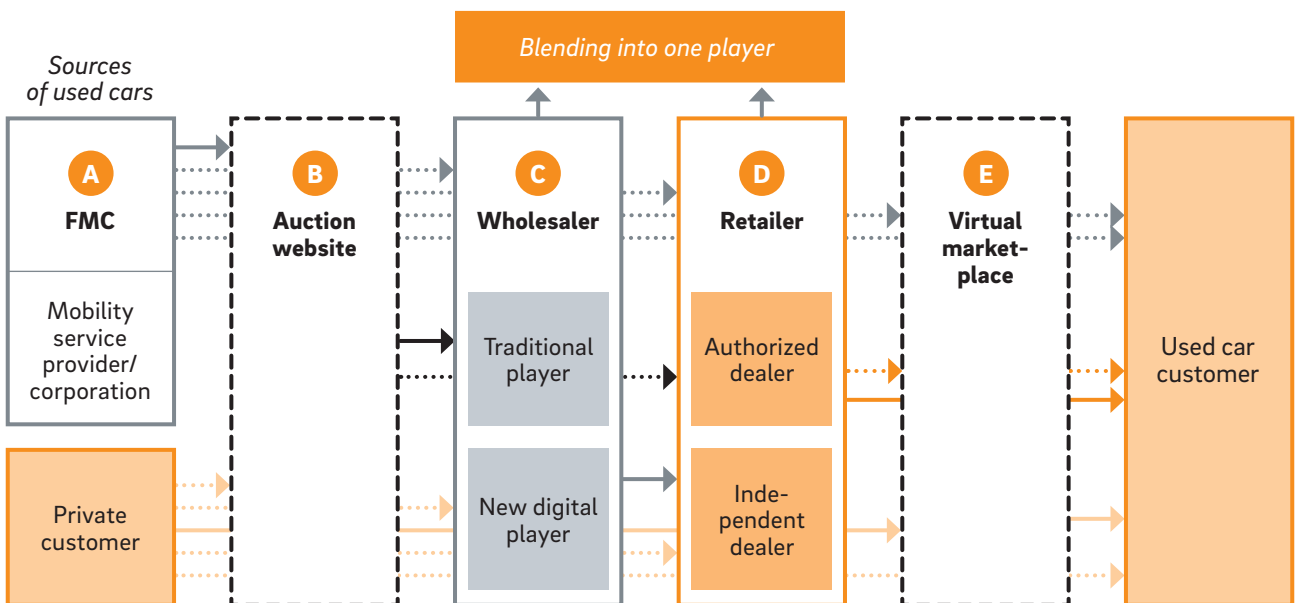 Blending into one player
Sources
of used cars
A
FMC
Mobility
service
provider/
corporation
Private
customer
B
Auction
website
C
Wholesaler
Traditional
player
New digital
player
D
Retailer
Authorized
dealer
Inde-
pendent
dealer
E
Virtual
market-
place
Used car
customer